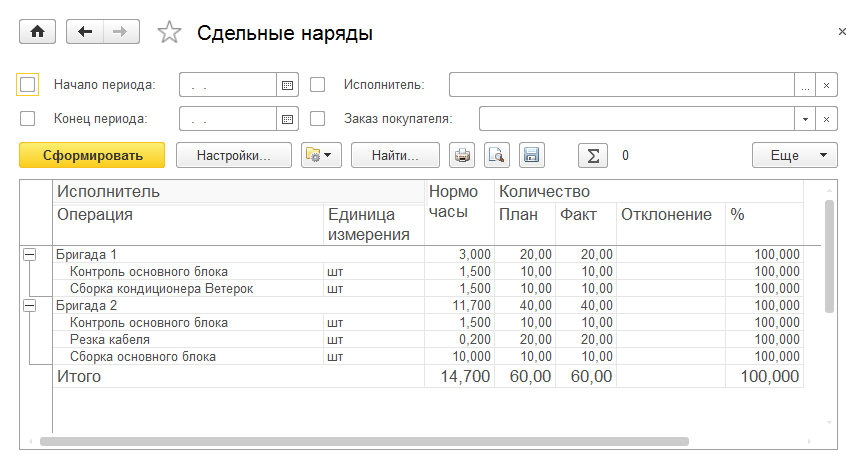 Сдельные наряды
Начало периода: . . Исполнитель: ...
Конец периода: . . Заказ покупателя:
Сформировать Настройки... Найти... Σ 0 Еще
Исполнитель Нормо часы Количество
Операция Единица измерения План Факт Отклонение %
Бригада 1 3,000 20,00 20,00 100,000
Контроль основного блока шт 1,500 10,00 10,00 100,000
Сборка кондиционера Ветерок шт 1,500 10,00 10,00 100,000
Бригада 2 11,700 40,00 40,00 100,000
Контроль основного блока шт 1,500 10,00 10,00 100,000
Резка кабеля шт 0,200 20,00 20,00 100,000
Сборка основного блока шт 10,000 10,00 10,00 100,000
Итого 14,700 60,00 60,00 100,000